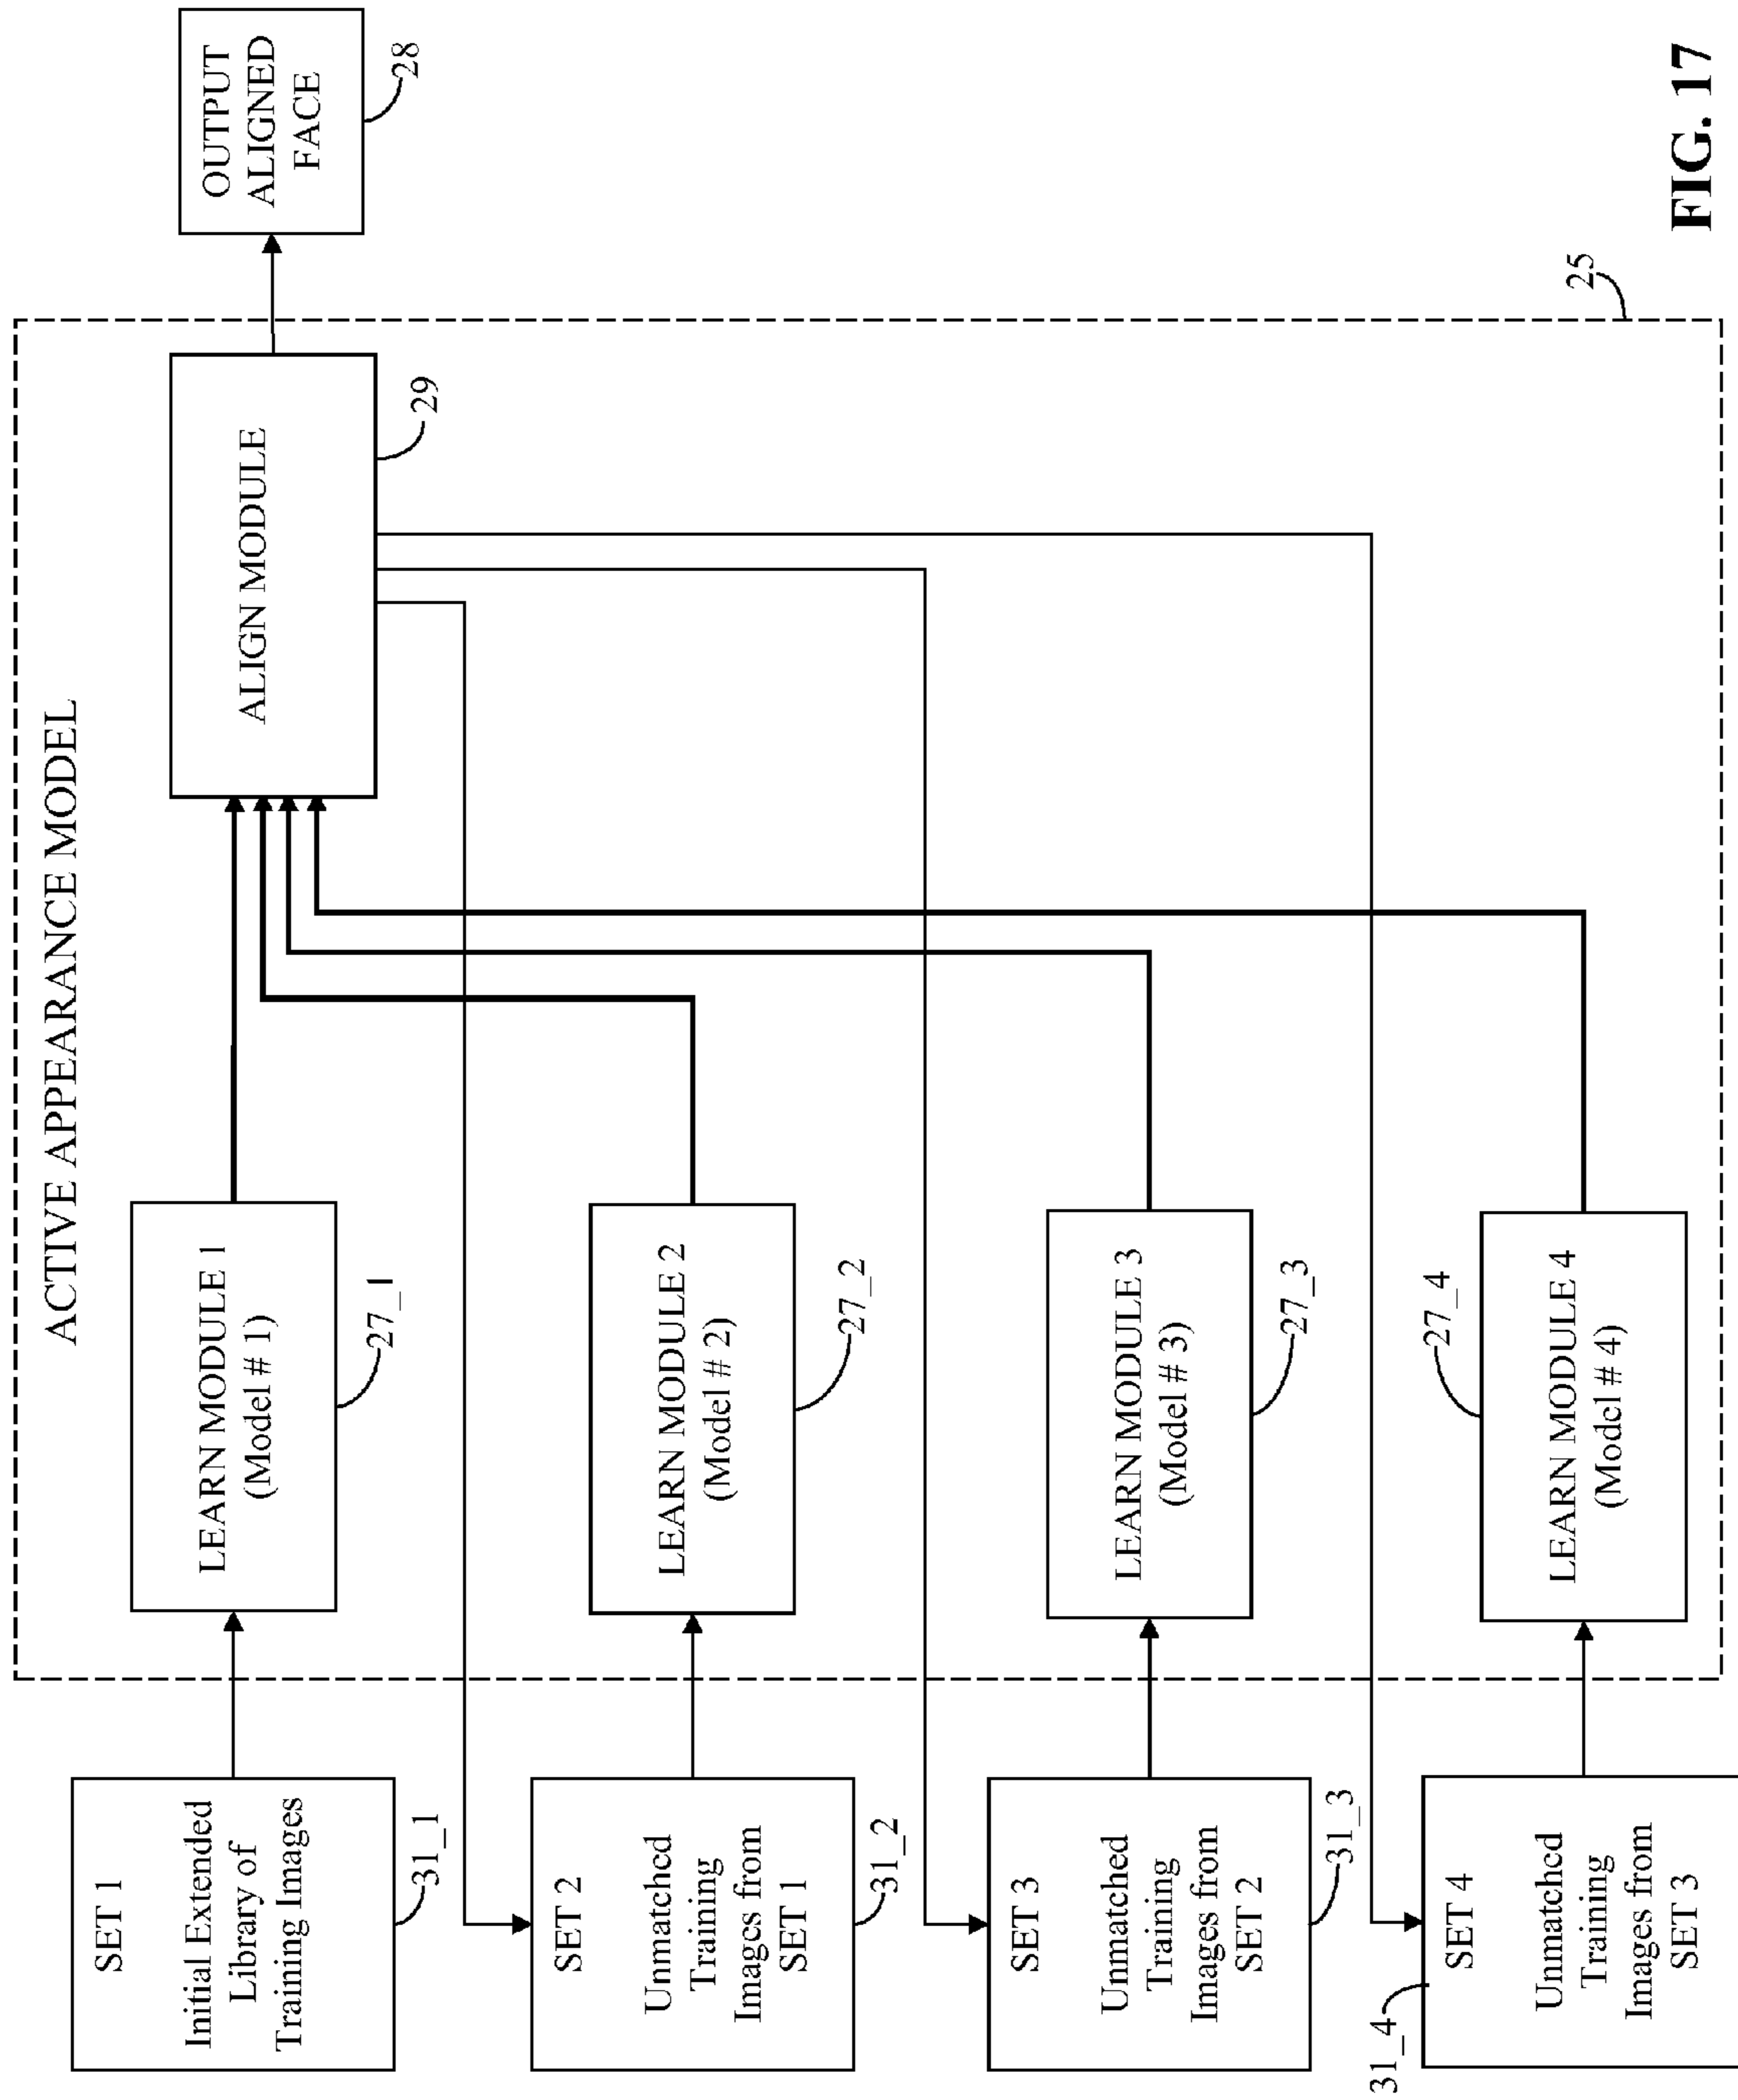 ACTIVE APPEARANCE MODEL
SET 1
Initial Extended
Library of
Training Images
31_1
LEARN MODULE 1
(Model # 1)
27_1
ALIGN MODULE
29
OUTPUT
ALIGNED
FACE
28
SET 2
Unmatched
Training
Images from
SET 1
31_2
LEARN MODULE 2
(Model # 2)
27_2
SET 3
Unmatched
Training
Images from
SET 2
31_3
LEARN MODULE 3
(Model # 3)
27_3
31_4
SET 4
Unmatched
Training
Images from
SET 3
27_4
LEARN MODULE 4
(Model # 4)
25
FIG. 17